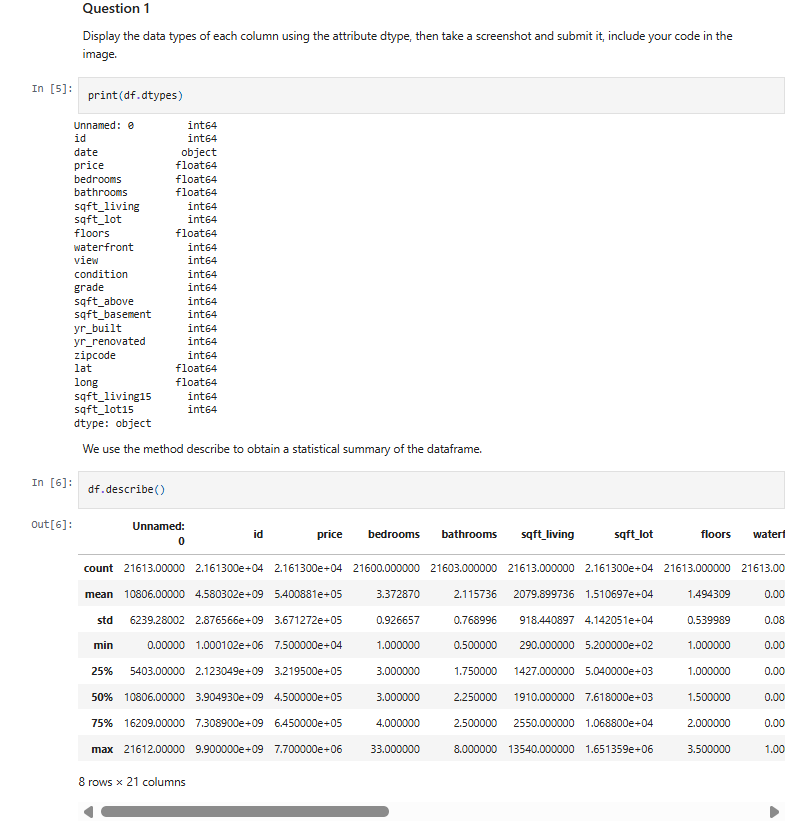 Question 1
Display the data types of each column using the attribute dtype, then take a screenshot and submit it, include your code in the
image.
In [5]: print(df.dtypes)
Unnamed: 0 int64
id int64
date object
price float64
bedrooms float64
bathrooms float64
sqft_living int64
sqft_lot int64
floors float64
waterfront int64
view int64
condition int64
grade int64
sqft_above int64
sqft_basement int64
yr_built int64
yr_renovated int64
zipcode int64
lat float64
long float64
sqft_living15 int64
sqft_lot15 int64
dtype: object
We use the method describe to obtain a statistical summary of the dataframe.
In [6]: df.describe()
Out[6]:
Unnamed: 0 id price bedrooms bathrooms sqft_living sqft_lot floors waterf
count 21613.00000 2.161300e+04 2.161300e+04 21600.000000 21603.000000 21613.000000 2.161300e+04 21613.000000 21613.00
mean 10806.00000 4.580302e+09 5.400881e+05 3.372870 2.115736 2079.899736 1.510697e+04 1.494309 0.00
std 6239.28002 2.876566e+09 3.671272e+05 0.926657 0.768996 918.440897 4.142051e+04 0.539989 0.08
min 0.00000 1.000102e+06 7.500000e+04 1.000000 0.500000 290.000000 5.200000e+02 1.000000 0.00
25% 5403.00000 2.123049e+09 3.219500e+05 3.000000 1.750000 1427.000000 5.040000e+03 1.000000 0.00
50% 10806.00000 3.904930e+09 4.500000e+05 3.000000 2.250000 1910.000000 7.618000e+03 1.500000 0.00
75% 16209.00000 7.308900e+09 6.450000e+05 4.000000 2.500000 2550.000000 1.068800e+04 2.000000 0.00
max 21612.00000 9.900000e+09 7.700000e+06 33.000000 8.000000 13540.000000 1.651359e+06 3.500000 1.00
8 rows × 21 columns